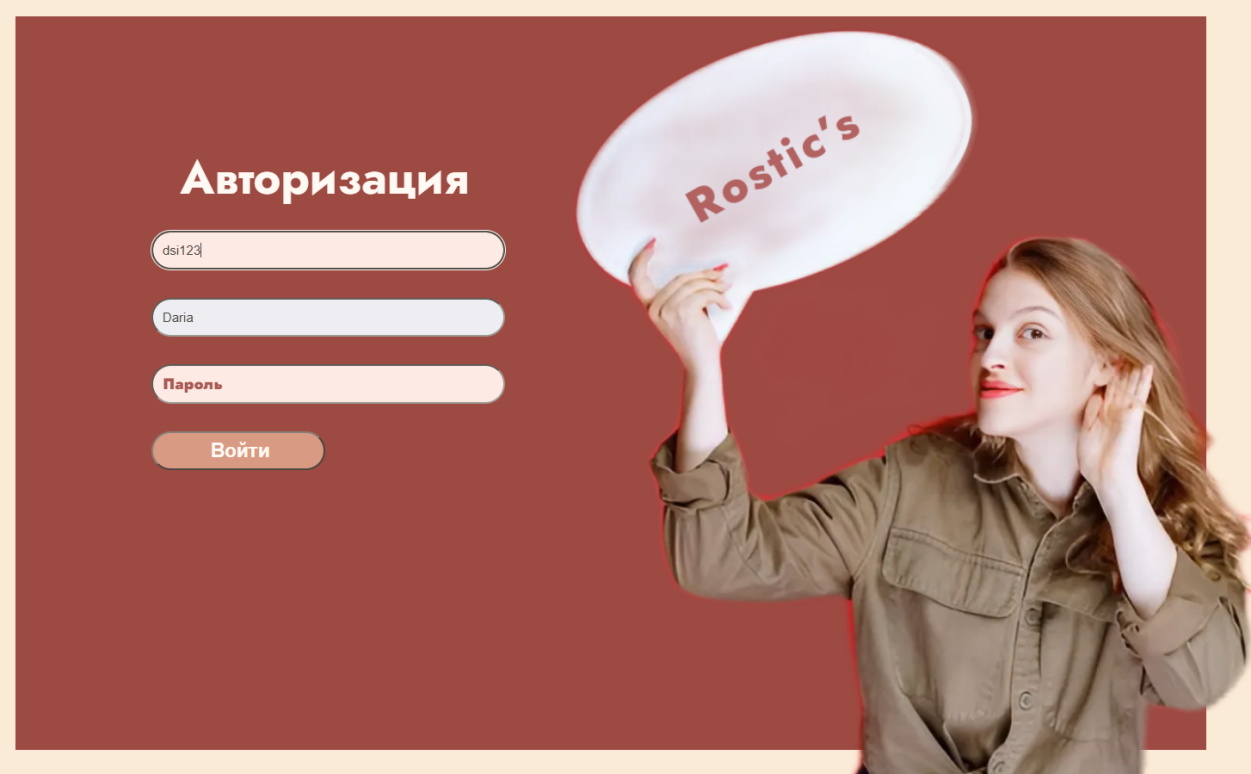 Rostic's
Авторизация
dsi123
Daria
Пароль
Войти